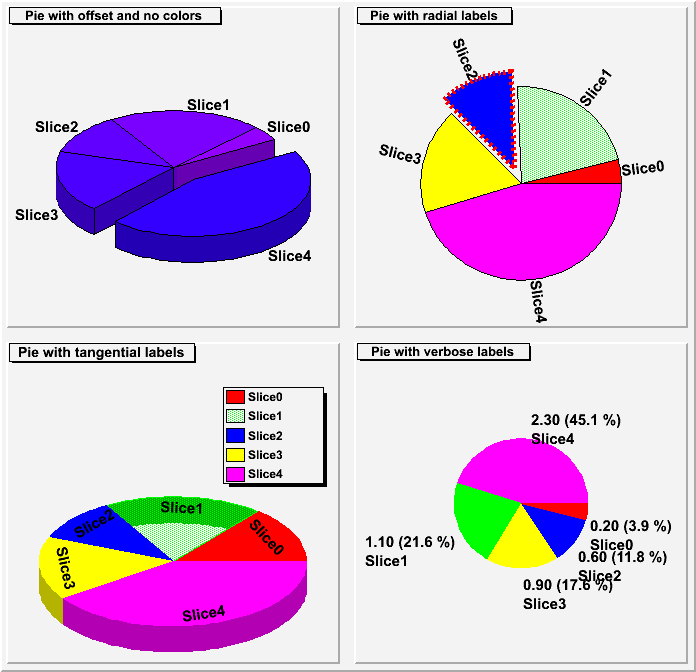 Pie with offset and no colors
Slice1
Slice2
Slice0
Slice3
Slice4
Pie with radial labels
Slice2
Slice1
Slice3
Slice0
Slice4
Pie with tangential labels
Slice0
Slice1
Slice2
Slice3
Slice4
Slice1
Slice2
Slice0
Slice3
Slice4
Pie with verbose labels
2.30 (45.1 %)
Slice4
0.20 (3.9 %)
Slice0
1.10 (21.6 %)
Slice1
0.60 (11.8 %)
Slice2
0.90 (17.6 %)
Slice3